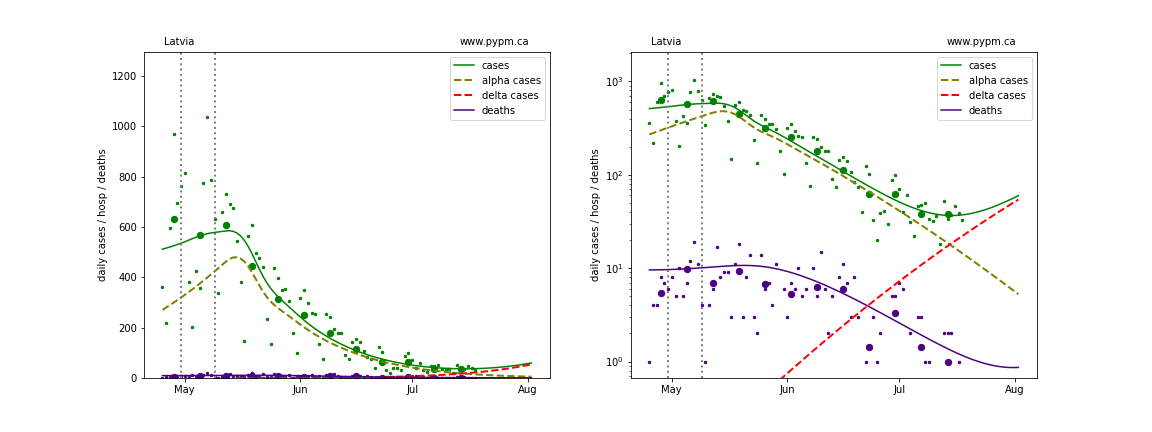 Latvia
www.pypm.ca
cases
alpha cases
delta cases
deaths
daily cases / hosp / deaths
1200
1000
800
600
400
200
0
May
Jun
Jul
Aug
Latvia
www.pypm.ca
cases
alpha cases
delta cases
deaths
daily cases / hosp / deaths
10³
10²
10¹
10⁰
May
Jun
Jul
Aug